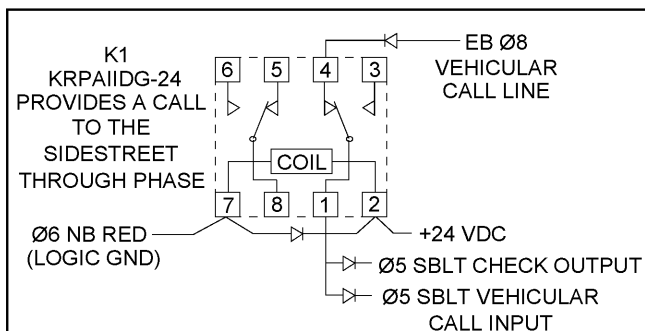 K1
KRPAIIDG-24
PROVIDES A CALL
TO THE
SIDESTREET
THROUGH PHASE
6 5 4 3
EB Ø8
VEHICULAR
CALL LINE
COIL
7 8 1 2
Ø6 NB RED
(LOGIC GND)
+24 VDC
Ø5 SBLT CHECK OUTPUT
Ø5 SBLT VEHICULAR
CALL INPUT